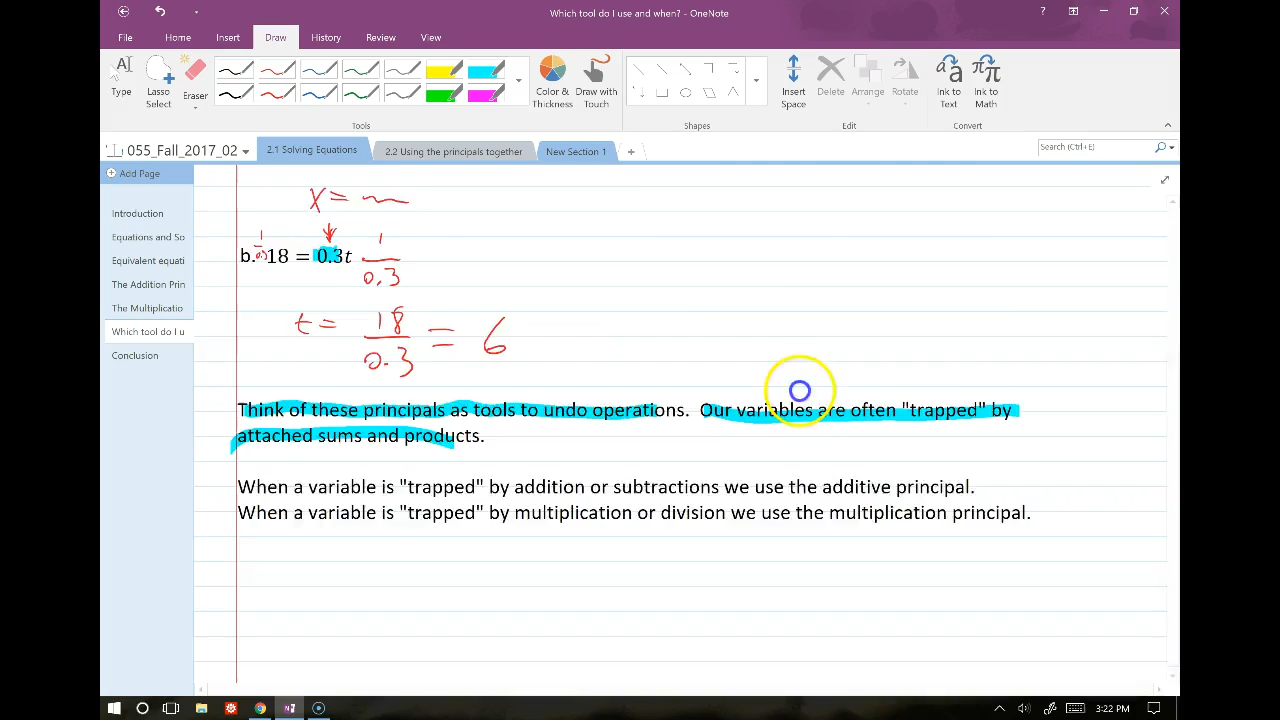 Which tool do I use and when? - OneNote
?
File Home Insert Draw History Review View
Type
Lasso Select
Eraser
Color & Thickness
Draw with Touch
Insert Space
Delete
Arrange
Rotate
Ink to Text
Ink to Math
Tools Shapes Edit Convert
055_Fall_2017_02 2.1 Solving Equations 2.2 Using the principals together New Section 1 + Search (Ctrl+E)
Add Page
Introduction
Equations and So
Equivalent equati
The Addition Prin
The Multiplicatio
Which tool do I u
Conclusion
x =
b. 1/0.3 18 = 0.3t 1/0.3
t = 18/0.3 = 6
Think of these principals as tools to undo operations. Our variables are often "trapped" by
attached sums and products.
When a variable is "trapped" by addition or subtractions we use the additive principal.
When a variable is "trapped" by multiplication or division we use the multiplication principal.
3:22 PM